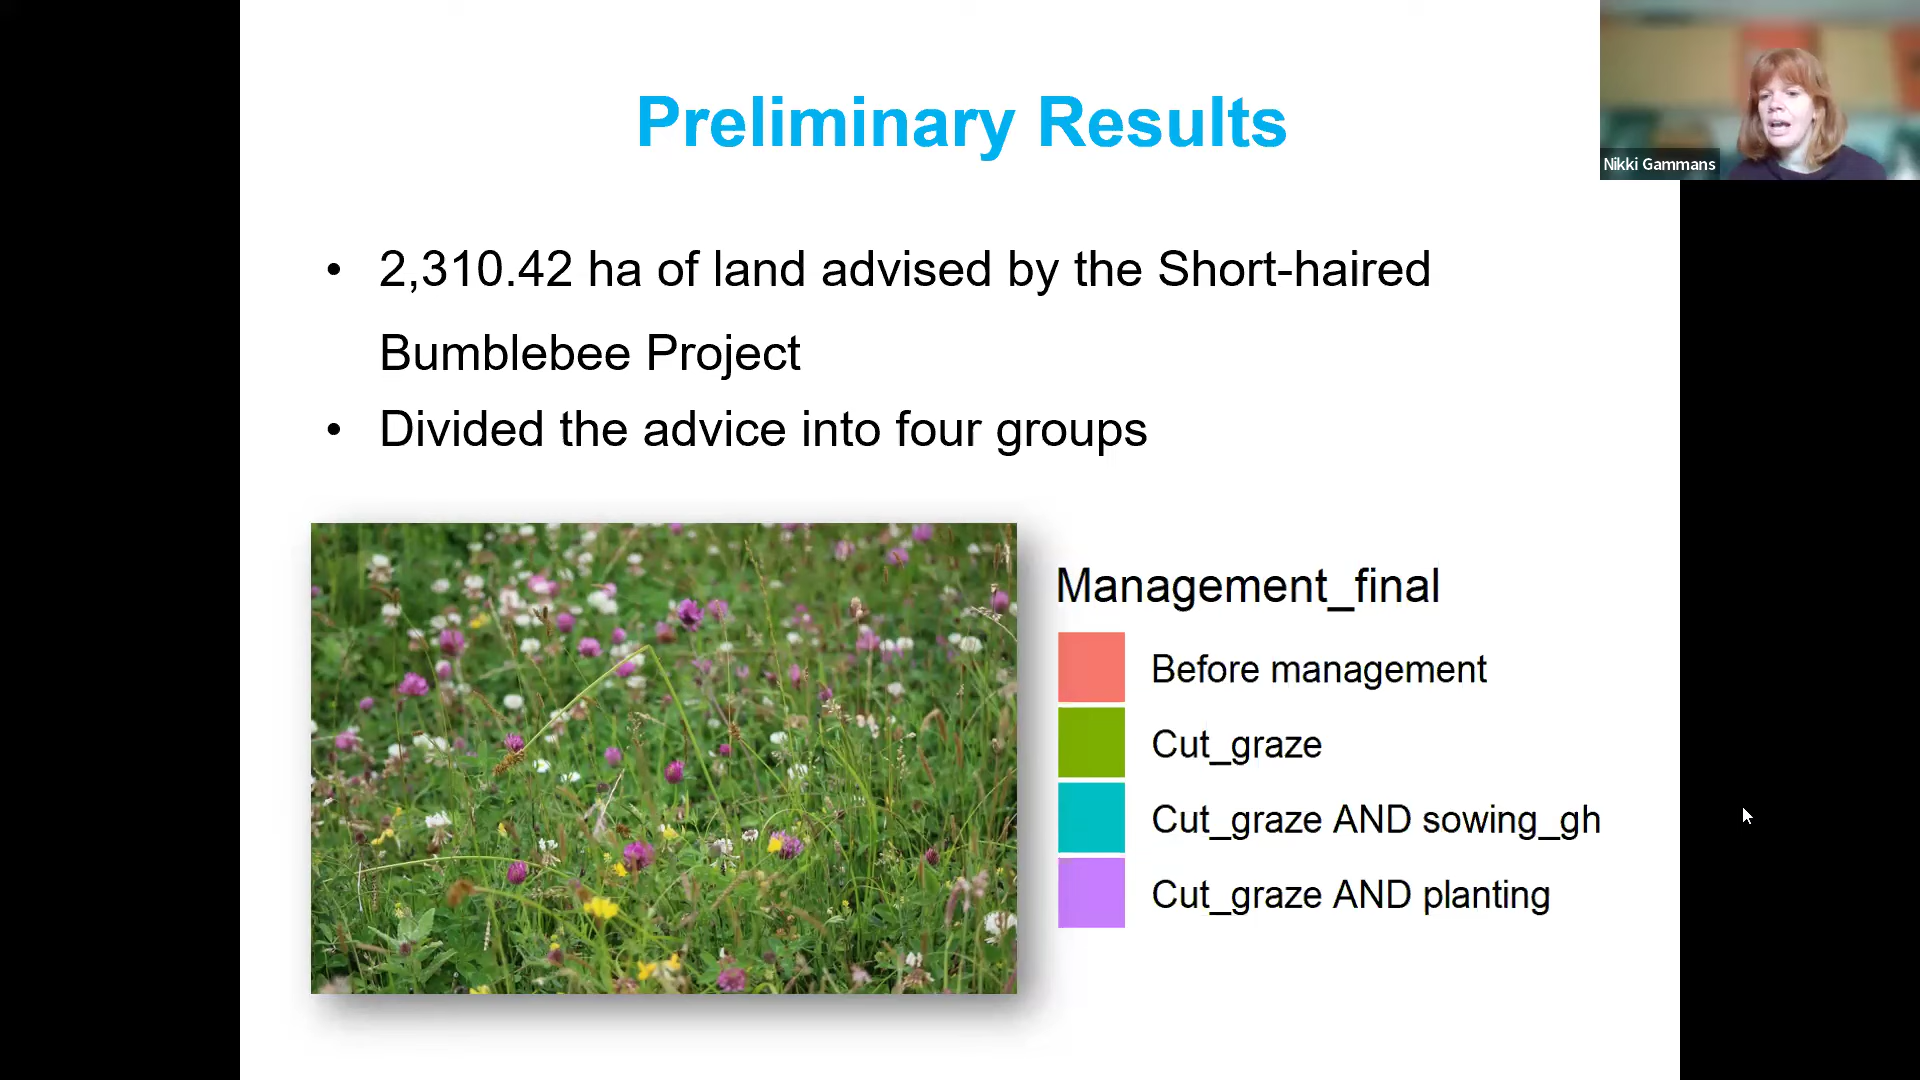 Preliminary Results
Nikki Gammans
• 2,310.42 ha of land advised by the Short-haired
Bumblebee Project
• Divided the advice into four groups
Management_final
Before management
Cut_graze
Cut_graze AND sowing_gh
Cut_graze AND planting